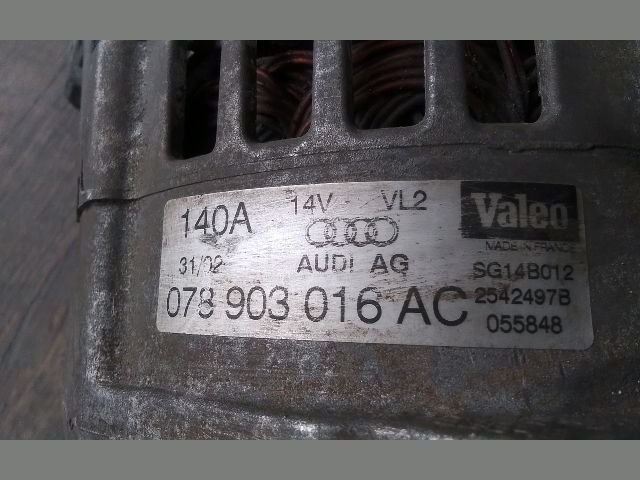 140A 14V VL2 Valeo
MADE IN FRANCE
31/02 AUDI AG SG14B012
078 903 016 AC 2542497B
055848